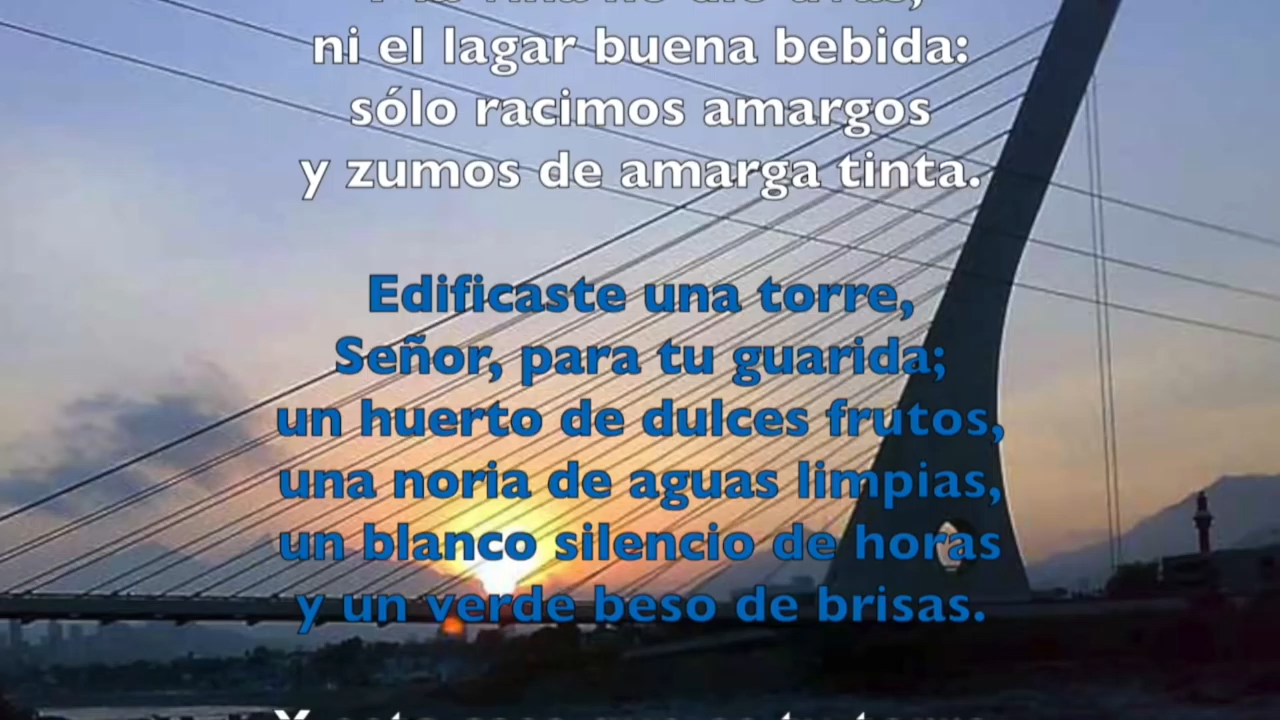 ni el lagar buena bebida:
sólo racimos amargos
y zumos de amarga tinta.
Edificaste una torre,
Señor, para tu guarida;
un huerto de dulces frutos,
una noria de aguas limpias,
un blanco silencio de horas
y un verde beso de brisas.